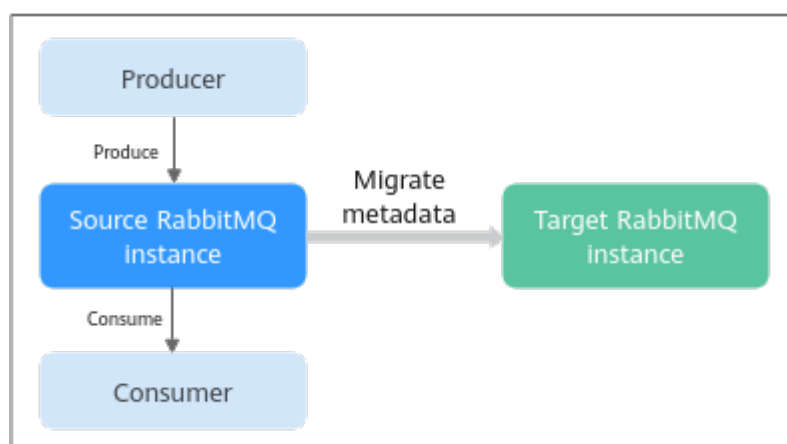 Producer
Produce
Migrate
metadata
Source RabbitMQ
instance
Target RabbitMQ
instance
Consume
Consumer